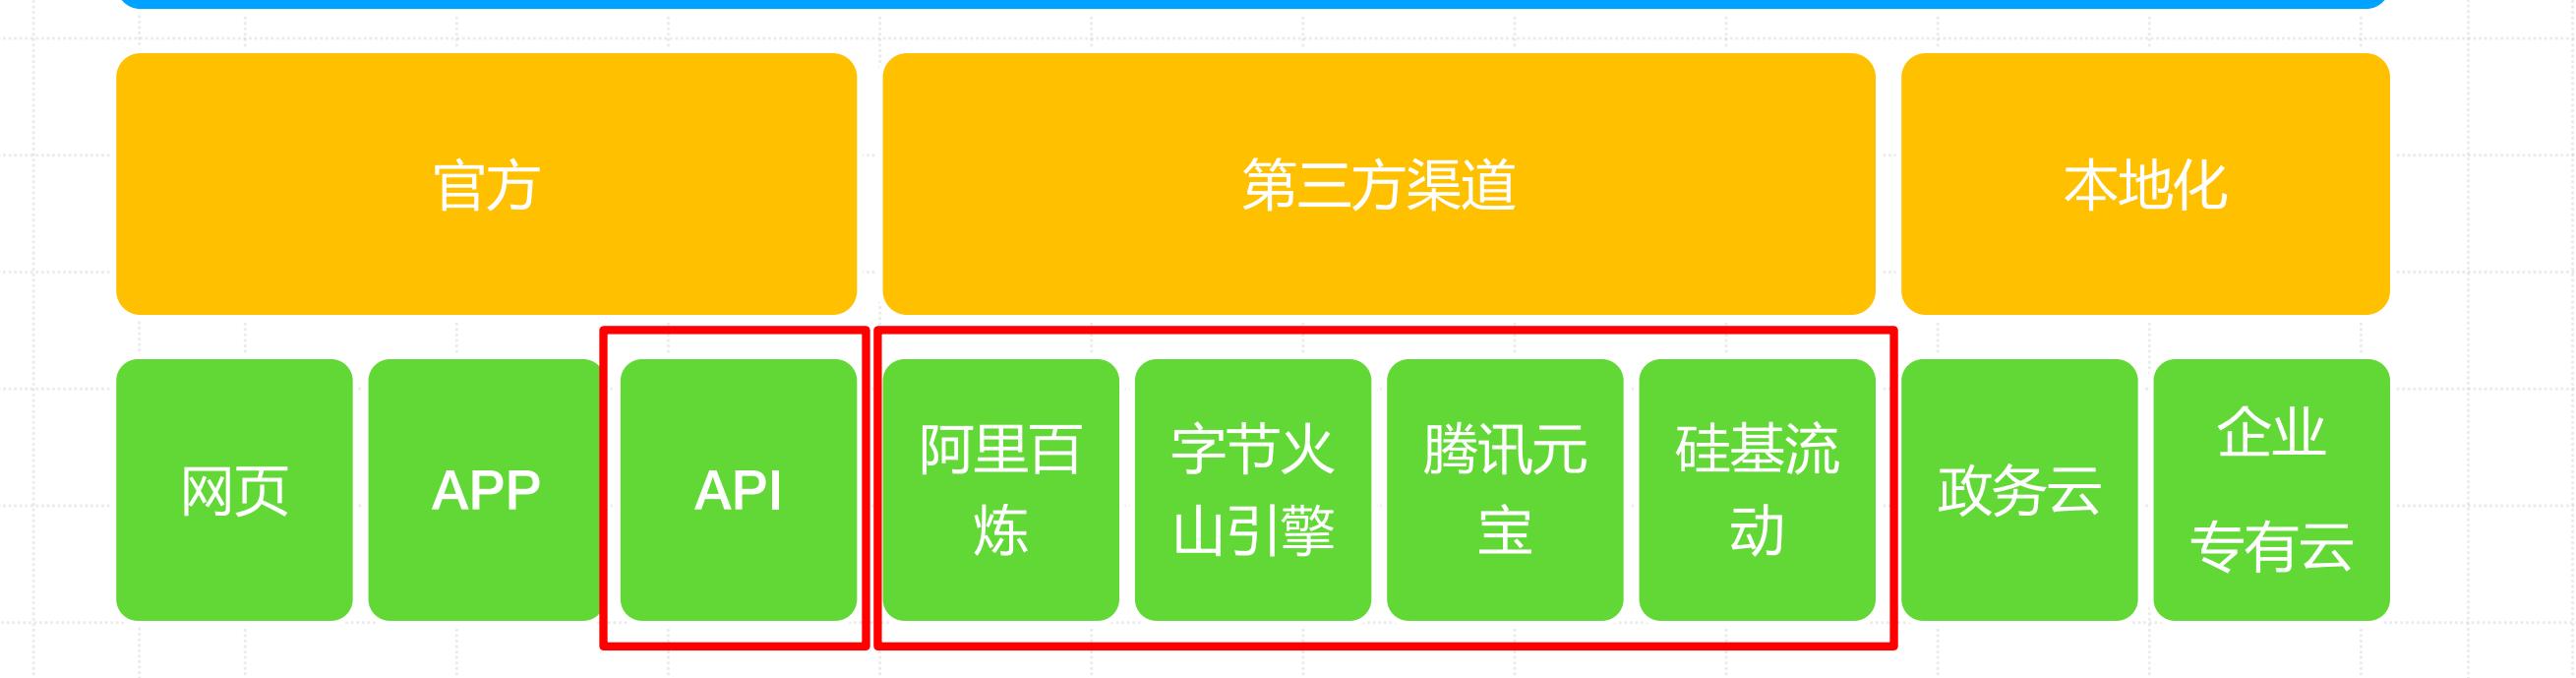 官方
第三方渠道
本地化
网页
APP
API
阿里百
炼
字节火
山引擎
腾讯元
宝
硅基流
动
政务云
企业
专有云